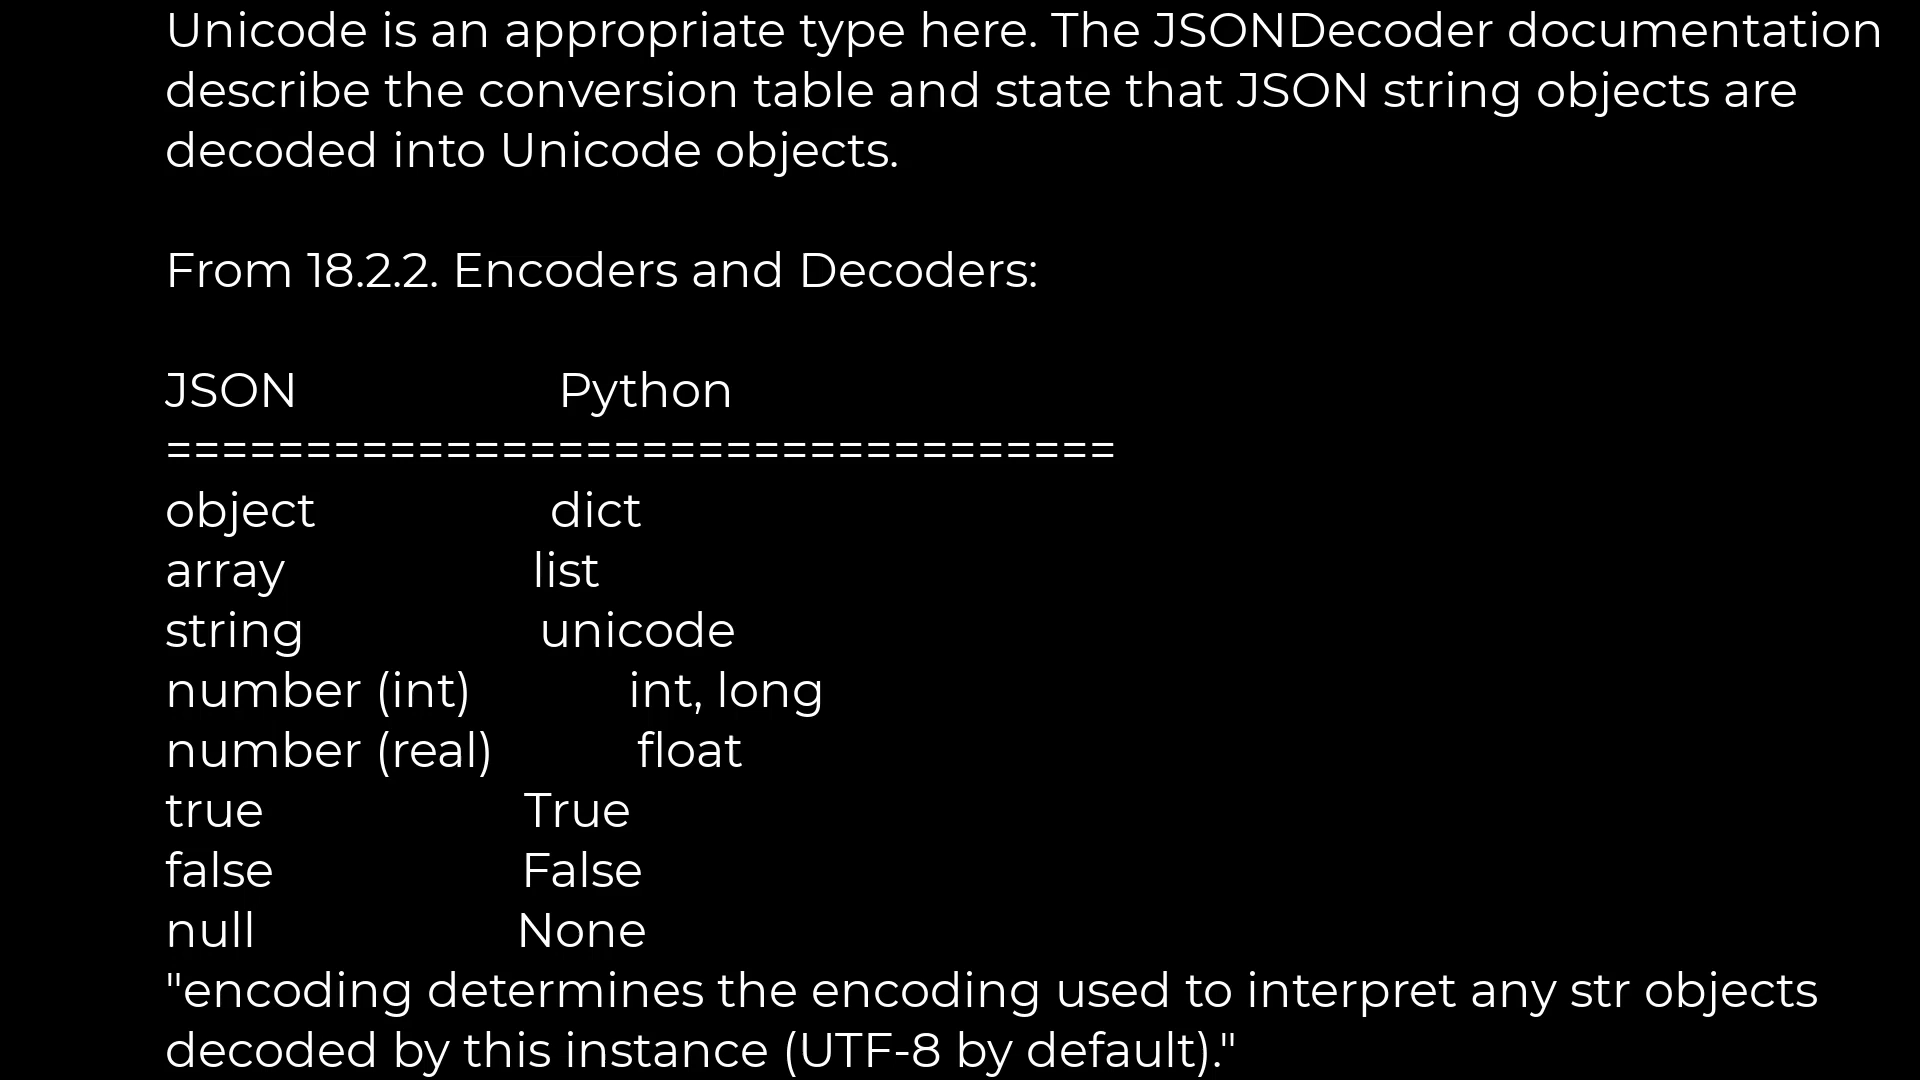 Unicode is an appropriate type here. The JSONDecoder documentation
describe the conversion table and state that JSON string objects are
decoded into Unicode objects.
From 18.2.2. Encoders and Decoders:
JSON Python
==================================
object dict
array list
string unicode
number (int) int, long
number (real) float
true True
false False
null None
"encoding determines the encoding used to interpret any str objects
decoded by this instance (UTF-8 by default)."